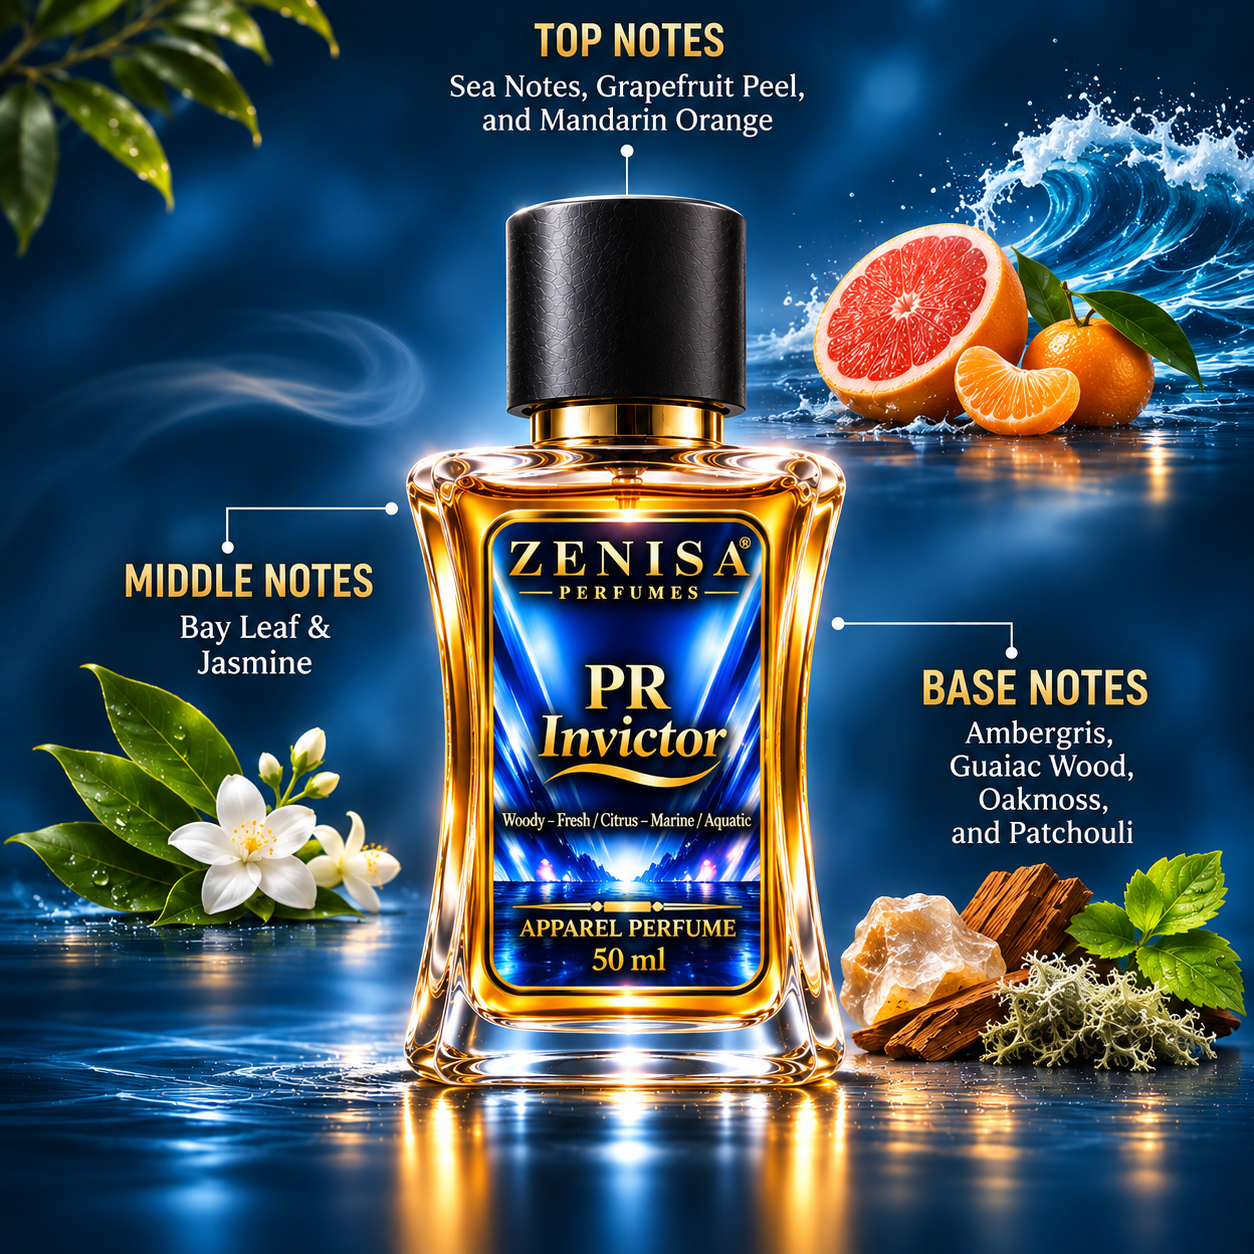 TOP NOTES
Sea Notes, Grapefruit Peel,
and Mandarin Orange
MIDDLE NOTES
Bay Leaf &
Jasmine
ZENISA®
PERFUMES
PR
Invictor
Woody – Fresh / Citrus – Marine / Aquatic
APPAREL PERFUME
50 ml
BASE NOTES
Ambergris,
Guaiac Wood,
Oakmoss,
and Patchouli